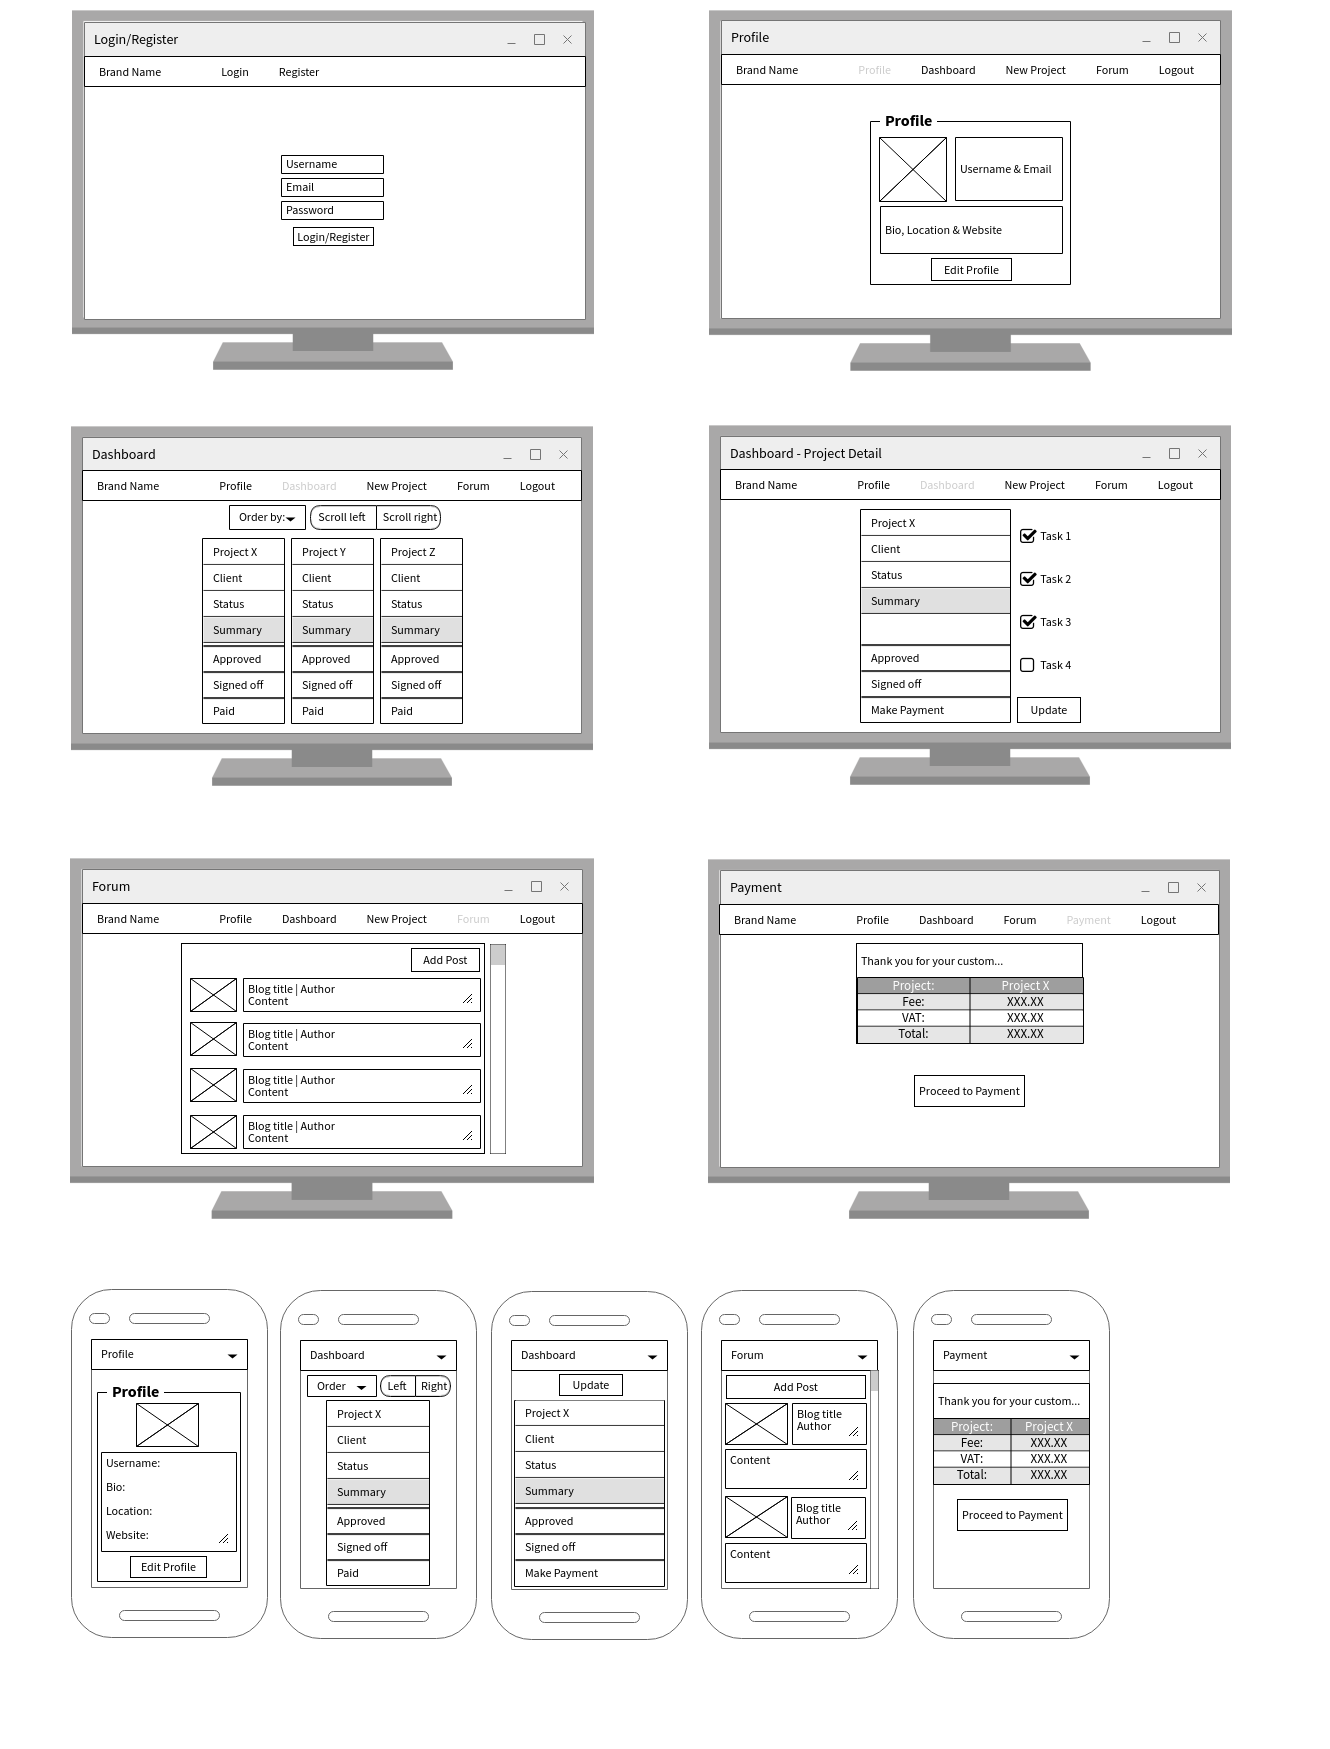 Login/Register
Brand Name Login Register
Username
Email
Password
Login/Register
Profile
Brand Name Profile Dashboard New Project Forum Logout
Profile
Username & Email
Bio, Location & Website
Edit Profile
Dashboard
Brand Name Profile Dashboard New Project Forum Logout
Order by: Scroll left Scroll right
Project X Project Y Project Z
Client Client Client
Status Status Status
Summary Summary Summary
Approved Approved Approved
Signed off Signed off Signed off
Paid Paid Paid
Dashboard - Project Detail
Brand Name Profile Dashboard New Project Forum Logout
Project X
Client
Status
Summary
Approved
Signed off
Make Payment
Task 1
Task 2
Task 3
Task 4
Update
Forum
Brand Name Profile Dashboard New Project Forum Logout
Add Post
Blog title | Author
Content
Blog title | Author
Content
Blog title | Author
Content
Blog title | Author
Content
Payment
Brand Name Profile Dashboard Forum Payment Logout
Thank you for your custom...
Project: Project X
Fee: XXX.XX
VAT: XXX.XX
Total: XXX.XX
Proceed to Payment
Profile
Profile
Username:
Bio:
Location:
Website:
Edit Profile
Dashboard
Order Left Right
Project X
Client
Status
Summary
Approved
Signed off
Paid
Dashboard
Update
Project X
Client
Status
Summary
Approved
Signed off
Make Payment
Forum
Add Post
Blog title
Author
Content
Blog title
Author
Content
Payment
Thank you for your custom...
Project: Project X
Fee: XXX.XX
VAT: XXX.XX
Total: XXX.XX
Proceed to Payment